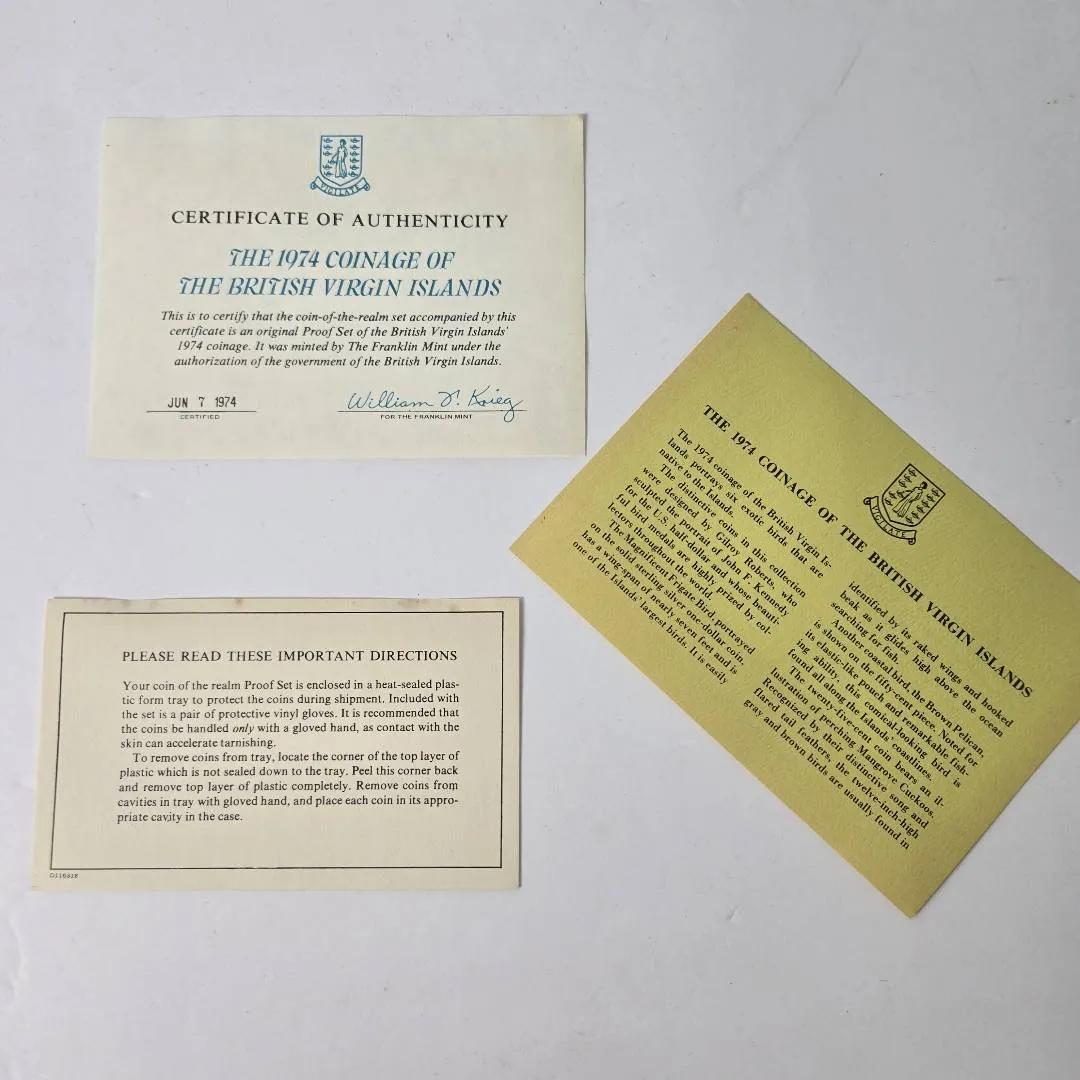 VIGILATE
CERTIFICATE OF AUTHENTICITY
THE 1974 COINAGE OF
THE BRITISH VIRGIN ISLANDS
This is to certify that the coin-of-the-realm set accompanied by this
certificate is an original Proof Set of the British Virgin Islands'
1974 coinage. It was minted by The Franklin Mint under the
authorization of the government of the British Virgin Islands.
JUN 7 1974
CERTIFIED
William T. Krieg
FOR THE FRANKLIN MINT
VIGILATE
THE 1974 COINAGE OF THE BRITISH VIRGIN ISLANDS
The 1974 coinage of the British Virgin Is-
lands portrays six exotic birds that are
native to the Islands.
The distinctive coins in this collection
were designed by Gilroy Roberts, who
sculpted the portrait of John F. Kennedy
for the U.S. half-dollar and whose beauti-
ful bird medals are highly prized by col-
lectors throughout the world.
The Magnificent Frigate Bird, portrayed
on the solid sterling silver one-dollar coin,
has a wing-span of nearly seven feet and is
one of the Islands' largest birds. It is easily
identified by its raked wings and hooked
beak as it glides high above the ocean
searching for fish.
Another coastal bird, the Brown Pelican,
is shown on the fifty-cent piece. Noted for
its elastic-like pouch and remarkable fish-
ing ability, this comical-looking bird is
found all along the Islands' coastlines.
The twenty-five-cent coin bears an il-
lustration of perching Mangrove Cuckoos.
Recognized by their distinctive song and
flared tail feathers, the twelve-inch-high
gray and brown birds are usually found in
PLEASE READ THESE IMPORTANT DIRECTIONS
Your coin of the realm Proof Set is enclosed in a heat-sealed plas-
tic form tray to protect the coins during shipment. Included with
the set is a pair of protective vinyl gloves. It is recommended that
the coins be handled only with a gloved hand, as contact with the
skin can accelerate tarnishing.
To remove coins from tray, locate the corner of the top layer of
plastic which is not sealed down to the tray. Peel this corner back
and remove top layer of plastic completely. Remove coins from
cavities in tray with gloved hand, and place each coin in its appro-
priate cavity in the case.